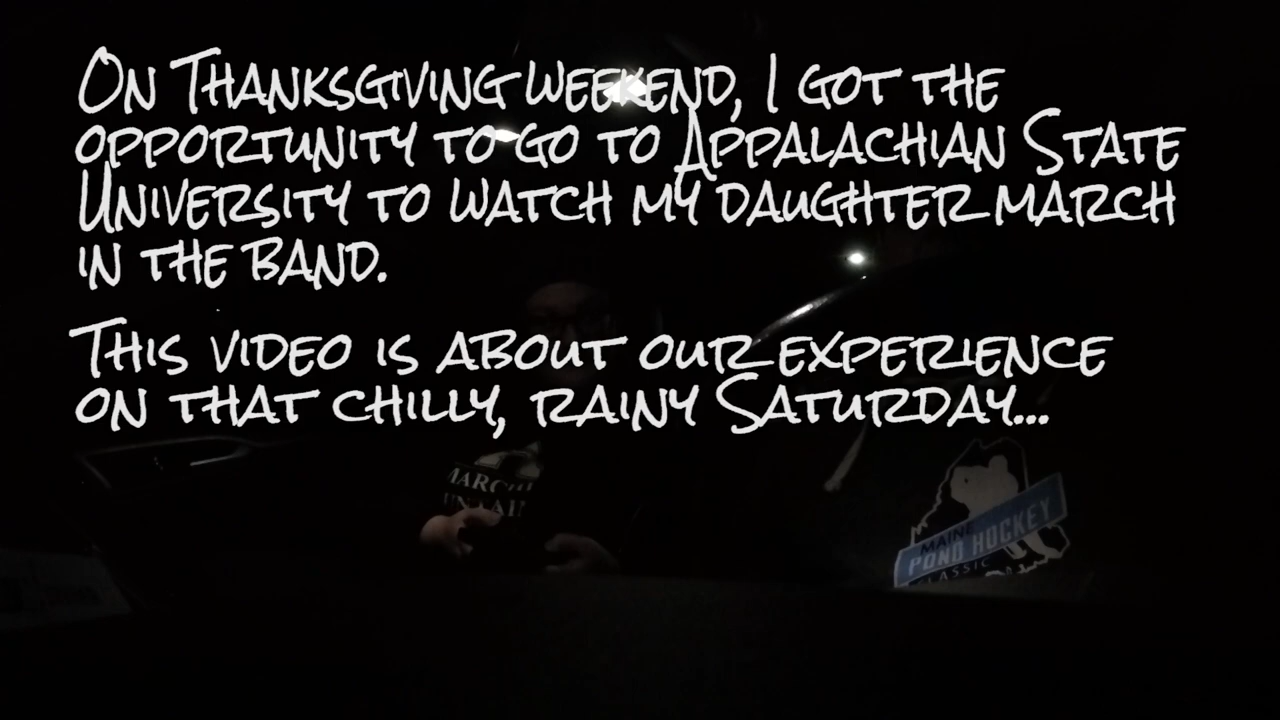 On Thanksgiving weekend, I got the
opportunity to go to Appalachian State
University to watch my daughter march
in the band.
This video is about our experience
on that chilly, rainy Saturday...
MAINE
POND HOCKEY
CLASSIC